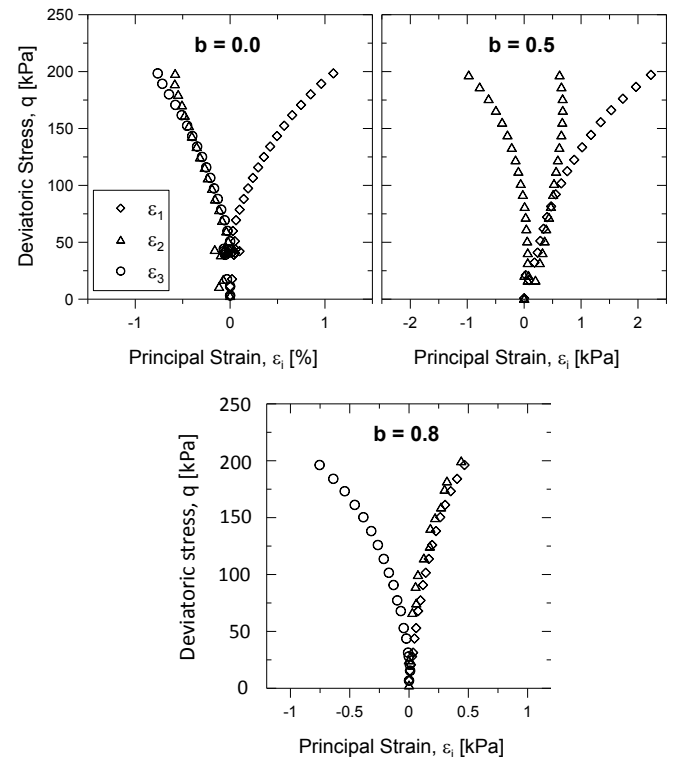 b = 0.0
b = 0.5
250
200
150
100
50
0
Deviatoric Stress, q [kPa]
ε1
ε2
ε3
-1 0 1
-2 -1 0 1 2
Principal Strain, εi [%]
Principal Strain, εi [kPa]
b = 0.8
250
200
150
100
50
0
Deviatoric stress, q [kPa]
-1 -0.5 0 0.5 1
Principal Strain, εi [kPa]